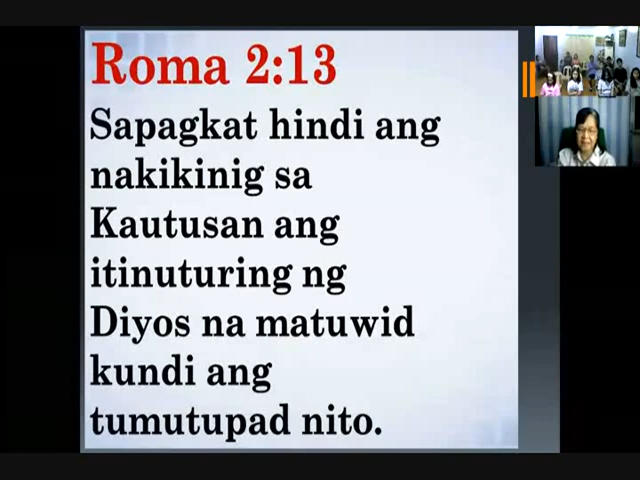 Roma 2:13
Sapagkat hindi ang
nakikinig sa
Kautusan ang
itinuturing ng
Diyos na matuwid
kundi ang
tumutupad nito.